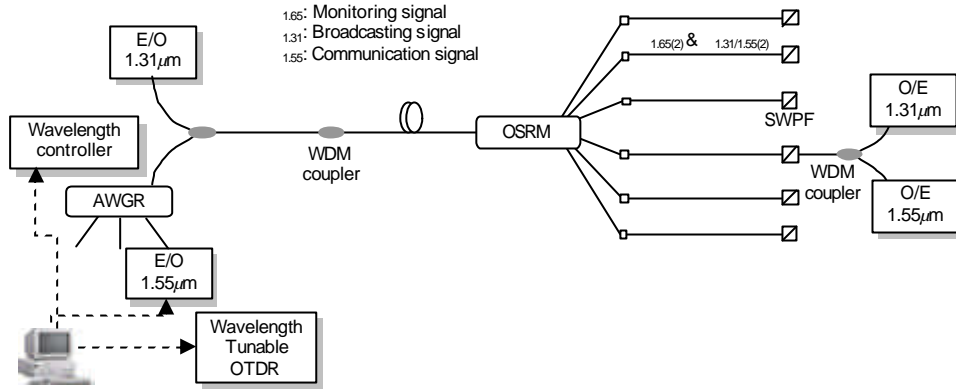 1.65: Monitoring signal
1.31: Broadcasting signal
1.55: Communication signal
E/O
1.31μm
1.65(2) & 1.31/1.55(2)
O/E
1.31μm
Wavelength
controller
WDM
coupler
OSRM
SWPF
WDM
coupler
AWGR
O/E
1.55μm
E/O
1.55μm
Wavelength
Tunable
OTDR